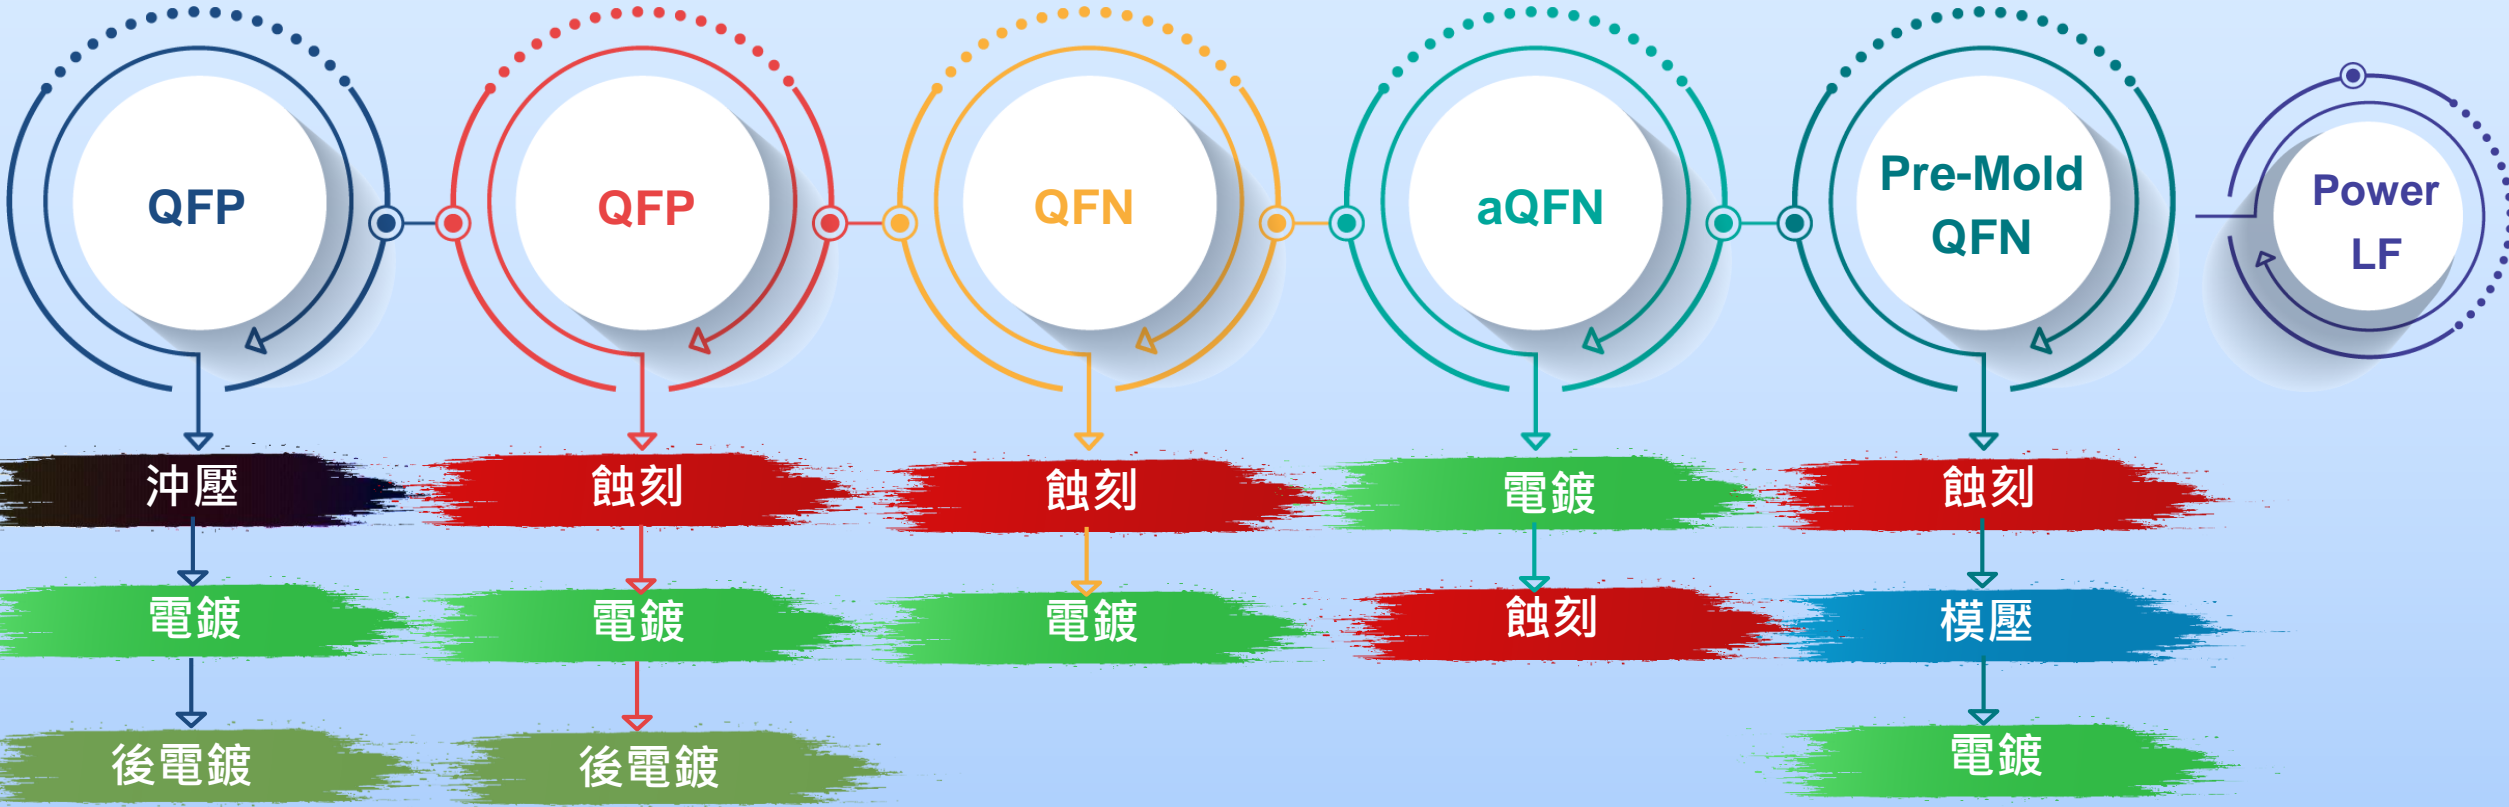 QFP
QFP
QFN
aQFN
Pre-Mold
QFN
Power
LF
沖壓
蝕刻
蝕刻
電鍍
蝕刻
電鍍
電鍍
電鍍
蝕刻
模壓
後電鍍
後電鍍
電鍍